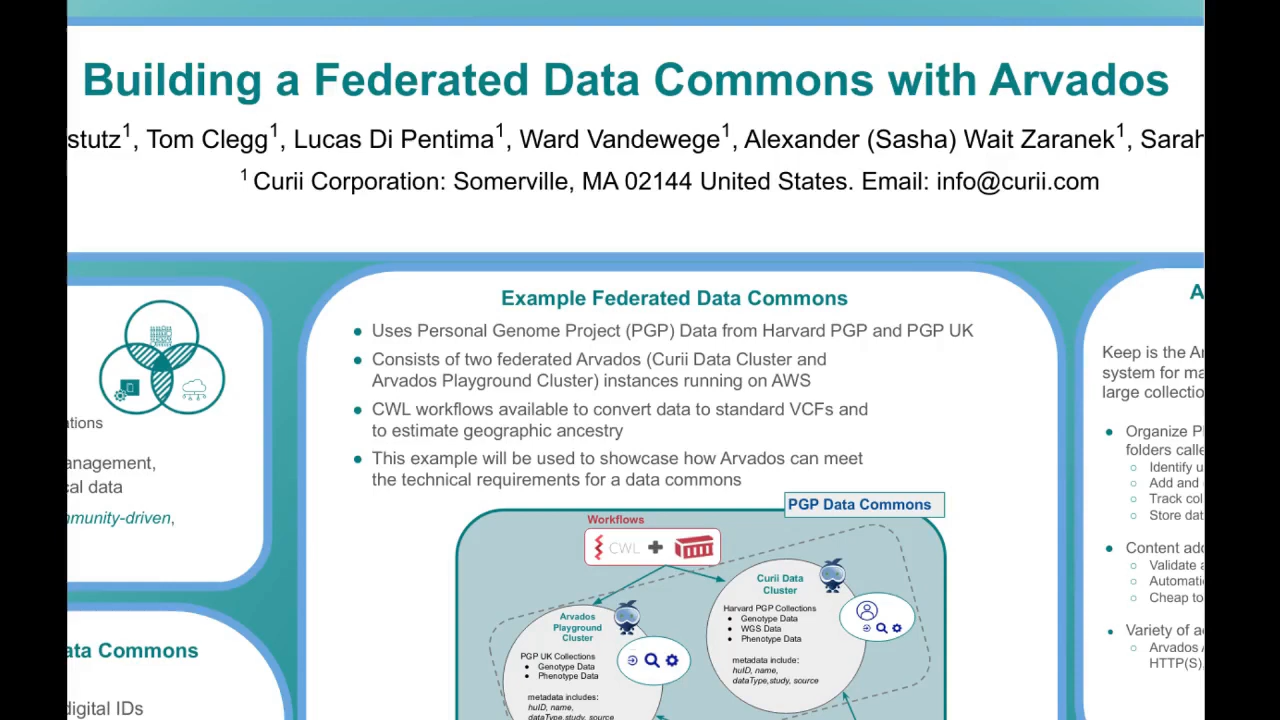 Building a Federated Data Commons with Arvados
stutz1, Tom Clegg1, Lucas Di Pentima1, Ward Vandewege1, Alexander (Sasha) Wait Zaranek1, Sarah
1 Curii Corporation: Somerville, MA 02144 United States. Email: info@curii.com
ations
anagement,
cal data
mmunity-driven,
ata Commons
digital IDs
Example Federated Data Commons
● Uses Personal Genome Project (PGP) Data from Harvard PGP and PGP UK
● Consists of two federated Arvados (Curii Data Cluster and
Arvados Playground Cluster) instances running on AWS
● CWL workflows available to convert data to standard VCFs and
to estimate geographic ancestry
● This example will be used to showcase how Arvados can meet
the technical requirements for a data commons
PGP Data Commons
Workflows
CWL
Curii Data
Cluster
Harvard PGP Collections
● Genotype Data
● WGS Data
● Phenotype Data
metadata include:
huID, name,
dataType,study, source
Arvados
Playground
Cluster
PGP UK Collections
● Genotype Data
● Phenotype Data
metadata includes:
huID, name,
dataType,study, source
A
Keep is the Ar
system for ma
large collectio
● Organize P
folders calle
○ Identify u
○ Add and
○ Track col
○ Store dat
● Content add
○ Validate a
○ Automati
○ Cheap to
● Variety of ac
○ Arvados A
HTTP(S)